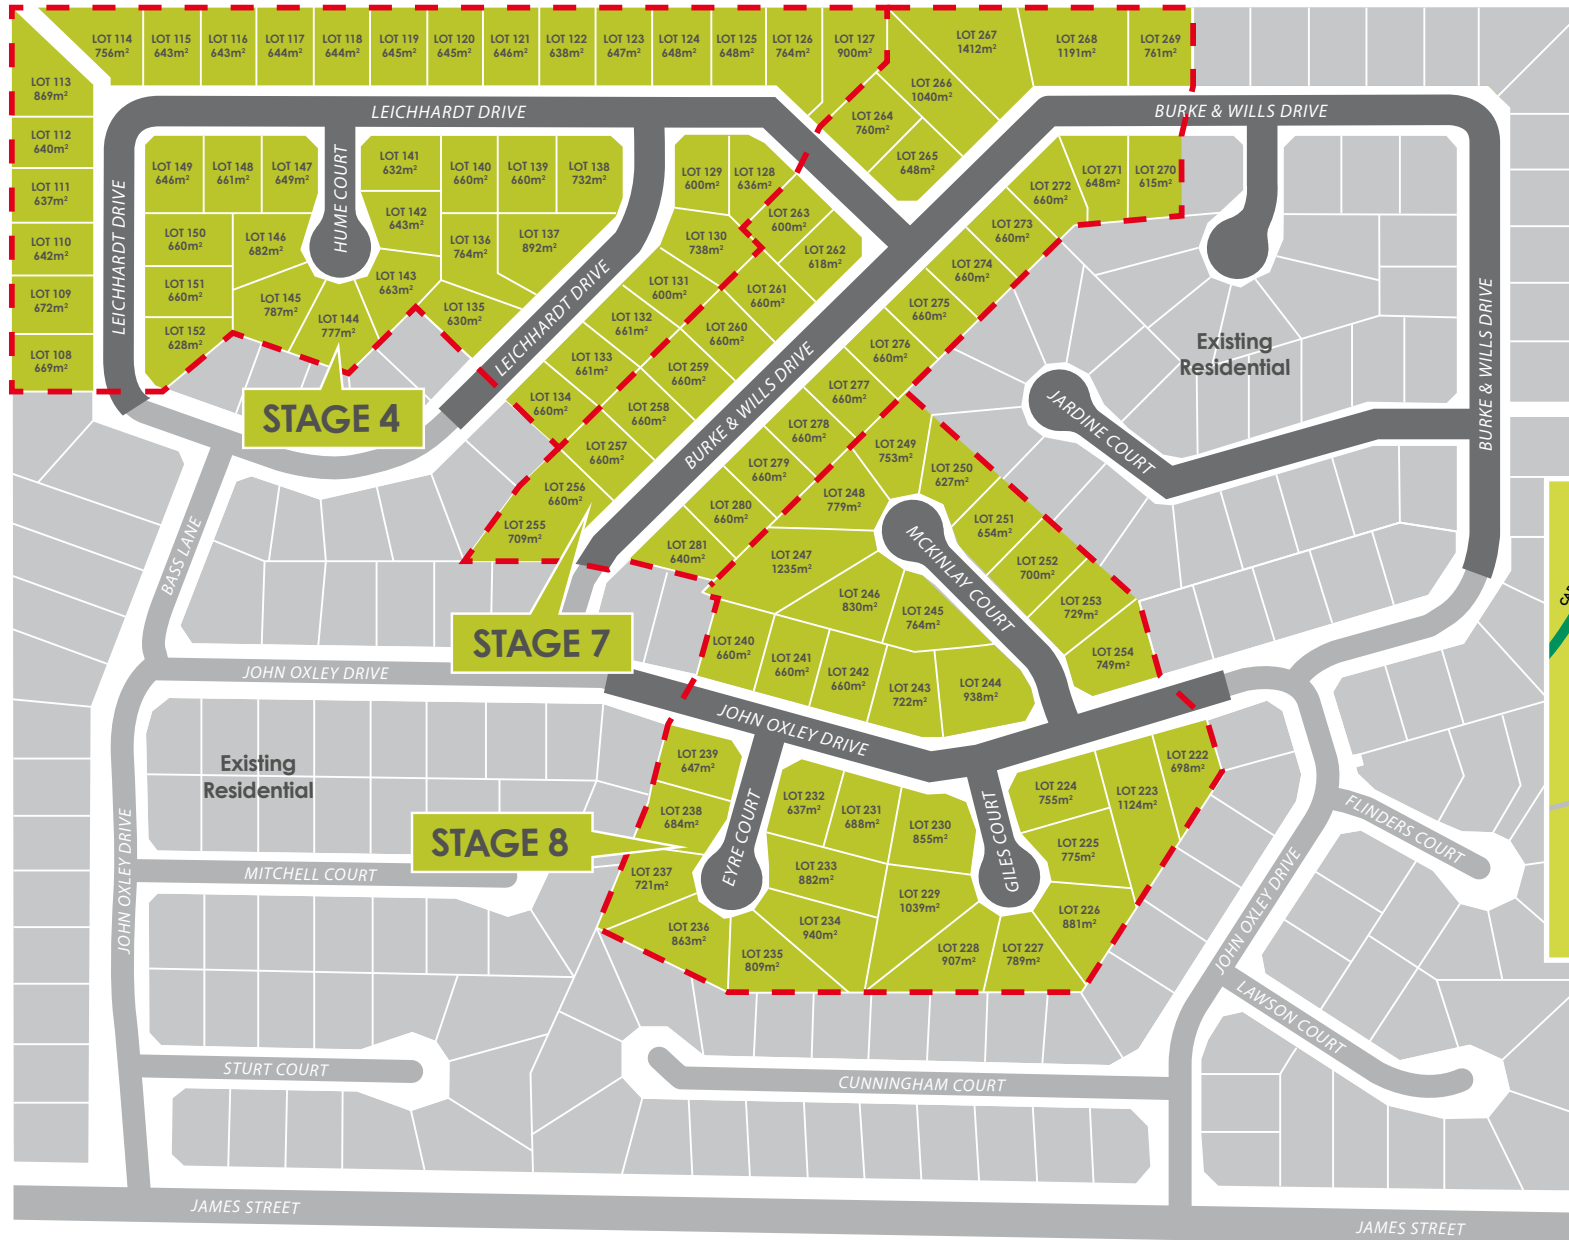 LOT 114
756m²
LOT 115
643m²
LOT 116
643m²
LOT 117
644m²
LOT 118
644m²
LOT 119
645m²
LOT 120
645m²
LOT 121
646m²
LOT 122
638m²
LOT 123
647m²
LOT 124
648m²
LOT 125
648m²
LOT 126
764m²
LOT 127
900m²
LOT 267
1412m²
LOT 268
1191m²
LOT 269
761m²
LOT 113
869m²
LOT 266
1040m²
LOT 264
760m²
LOT 265
648m²
LEICHHARDT DRIVE
BURKE & WILLS DRIVE
LOT 112
640m²
LOT 111
637m²
LOT 110
642m²
LOT 109
672m²
LOT 108
669m²
LEICHHARDT DRIVE
LOT 149
646m²
LOT 148
661m²
LOT 147
649m²
HUME COURT
LOT 141
632m²
LOT 140
660m²
LOT 139
660m²
LOT 138
732m²
LOT 129
600m²
LOT 128
636m²
LOT 142
643m²
LOT 150
660m²
LOT 146
682m²
LOT 136
764m²
LOT 137
892m²
LOT 130
738m²
LOT 263
600m²
LOT 262
618m²
LOT 151
660m²
LOT 145
787m²
LOT 143
663m²
LOT 144
777m²
LOT 135
630m²
LOT 152
628m²
LEICHHARDT DRIVE
LOT 131
600m²
LOT 132
661m²
LOT 133
661m²
LOT 134
660m²
LOT 261
660m²
LOT 260
660m²
LOT 259
660m²
LOT 258
660m²
LOT 257
660m²
LOT 256
660m²
LOT 255
709m²
BURKE & WILLS DRIVE
LOT 270
615m²
LOT 271
648m²
LOT 272
660m²
LOT 273
660m²
LOT 274
660m²
LOT 275
660m²
LOT 276
660m²
LOT 277
660m²
LOT 278
660m²
LOT 279
660m²
LOT 280
660m²
LOT 281
640m²
Existing
Residential
BURKE & WILLS DRIVE
JARDINE COURT
STAGE 4
BASS LANE
LOT 249
753m²
LOT 250
627m²
LOT 248
779m²
LOT 251
654m²
LOT 252
700m²
LOT 253
729m²
LOT 254
749m²
MCKINLAY COURT
LOT 247
1235m²
LOT 246
830m²
LOT 245
764m²
LOT 240
660m²
LOT 241
660m²
LOT 242
660m²
LOT 243
722m²
LOT 244
938m²
STAGE 7
JOHN OXLEY DRIVE
JOHN OXLEY DRIVE
Existing
Residential
LOT 239
647m²
LOT 238
684m²
LOT 237
721m²
LOT 236
863m²
LOT 235
809m²
EYRE COURT
LOT 232
637m²
LOT 231
688m²
LOT 230
855m²
LOT 233
882m²
LOT 234
940m²
LOT 229
1039m²
LOT 228
907m²
LOT 227
789m²
LOT 226
881m²
LOT 225
775m²
LOT 224
755m²
LOT 223
1124m²
LOT 222
698m²
GILES COURT
STAGE 8
MITCHELL COURT
JOHN OXLEY DRIVE
JOHN OXLEY DRIVE
FLINDERS COURT
LAWSON COURT
STURT COURT
CUNNINGHAM COURT
JAMES STREET
JAMES STREET